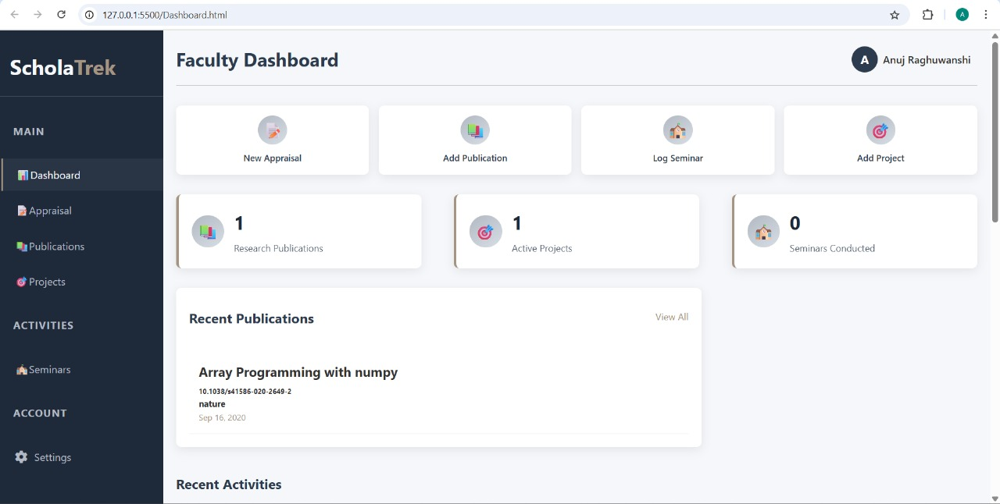 127.0.0.1:5500/Dashboard.html
A
ScholaTrek
Faculty Dashboard
A Anuj Raghuwanshi
MAIN
Dashboard
Appraisal
Publications
Projects
ACTIVITIES
Seminars
ACCOUNT
Settings
New Appraisal
Add Publication
Log Seminar
Add Project
1
Research Publications
1
Active Projects
0
Seminars Conducted
Recent Publications
View All
Array Programming with numpy
10.1038/s41586-020-2649-2
nature
Sep 16, 2020
Recent Activities